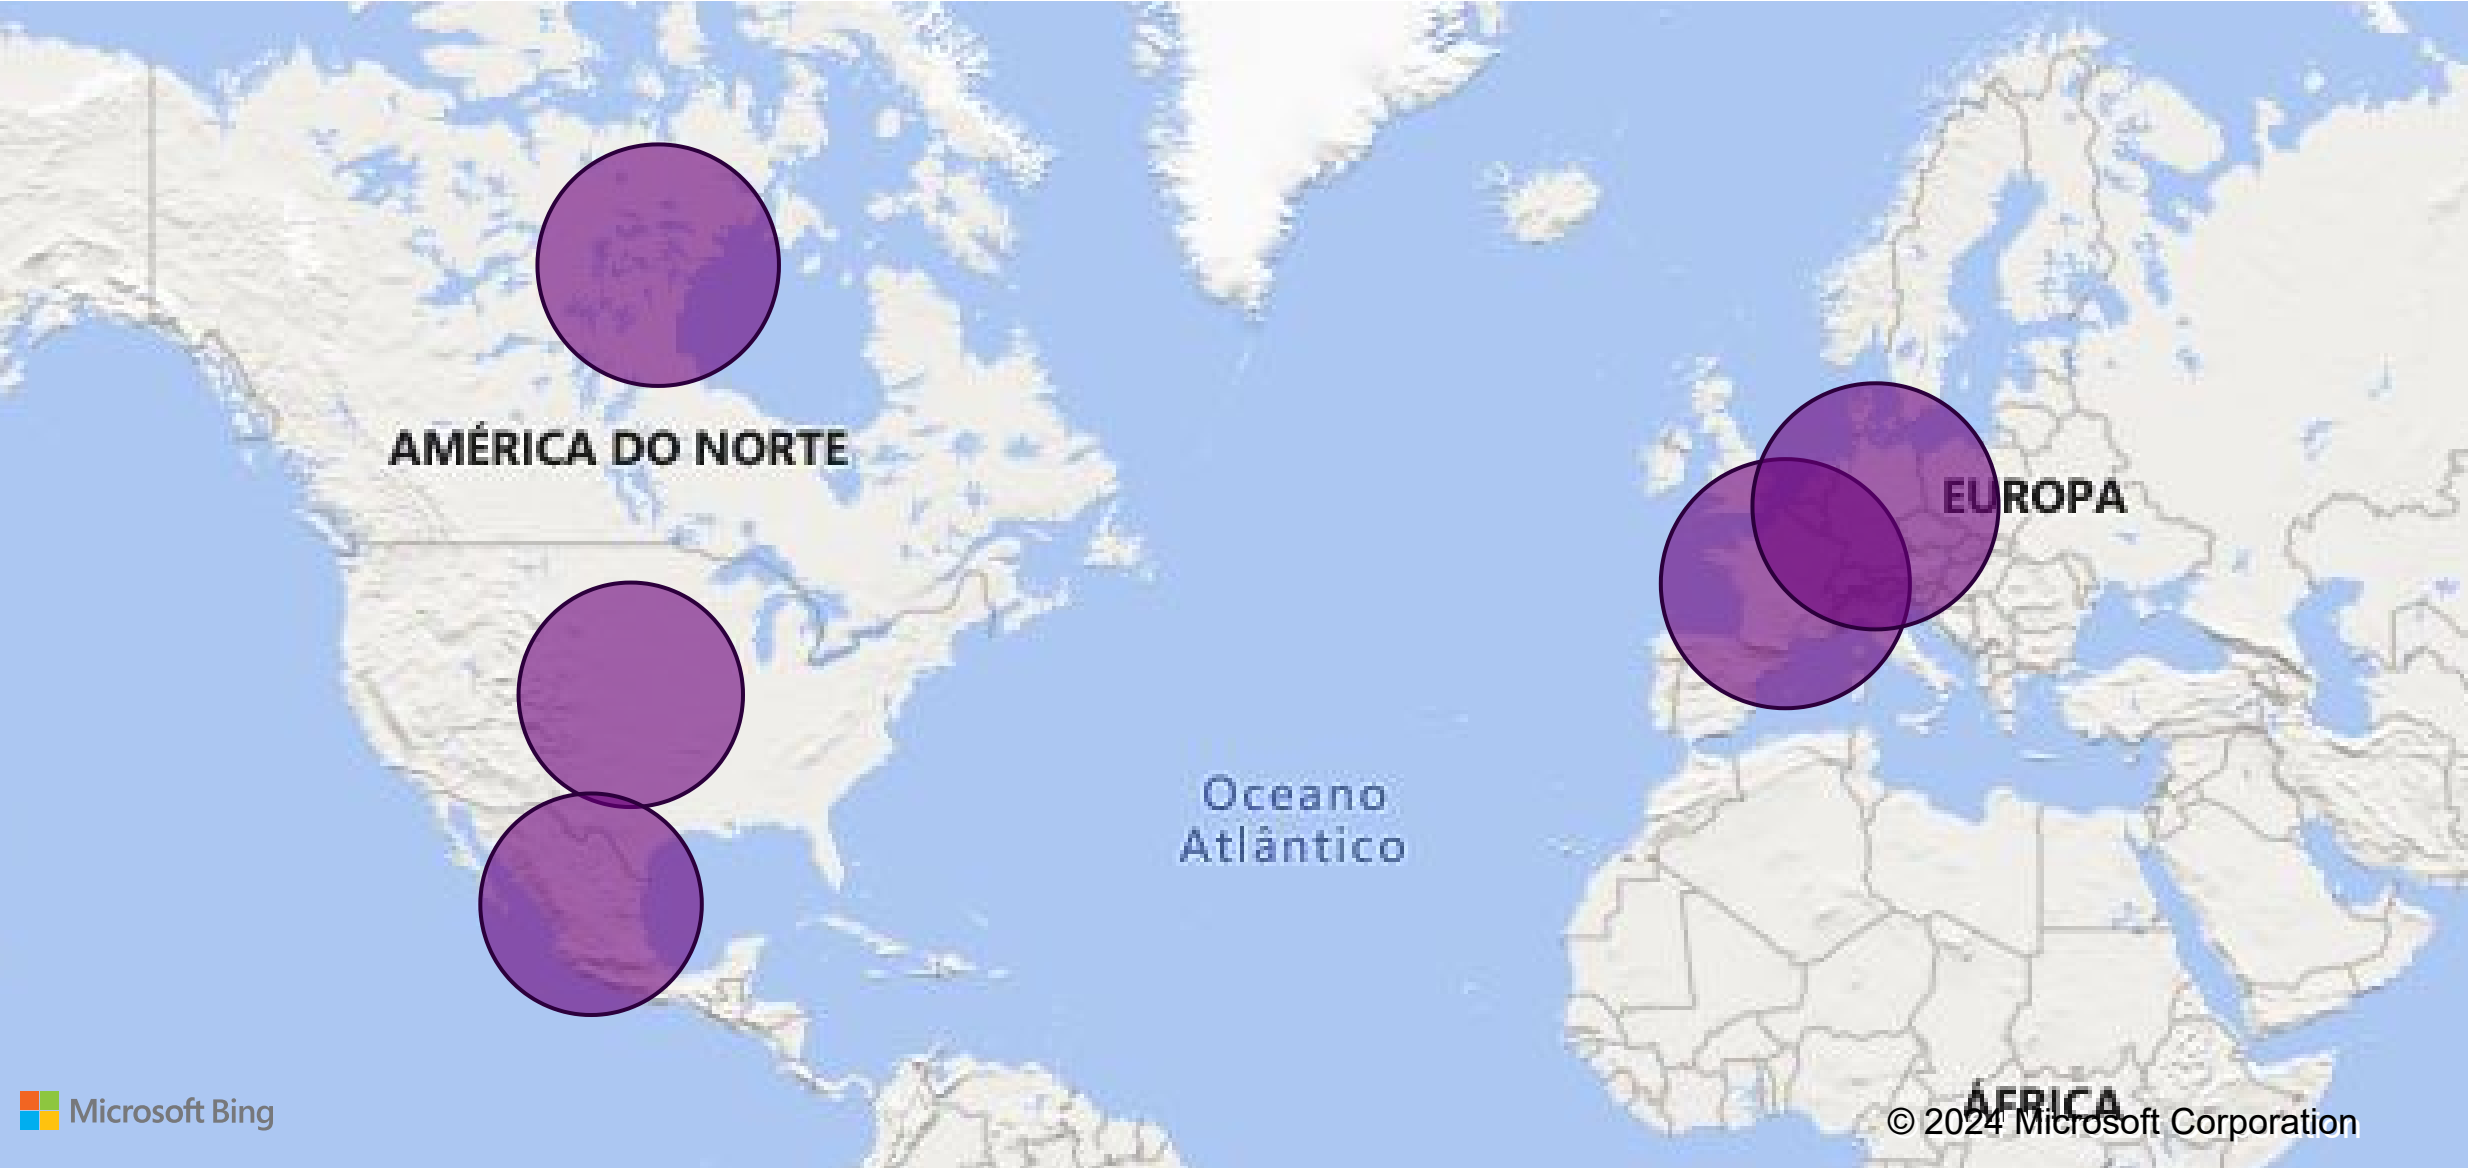 AMÉRICA DO NORTE
EUROPA
Oceano
Atlântico
ÁFRICA
Microsoft Bing
© 2024 Microsoft Corporation